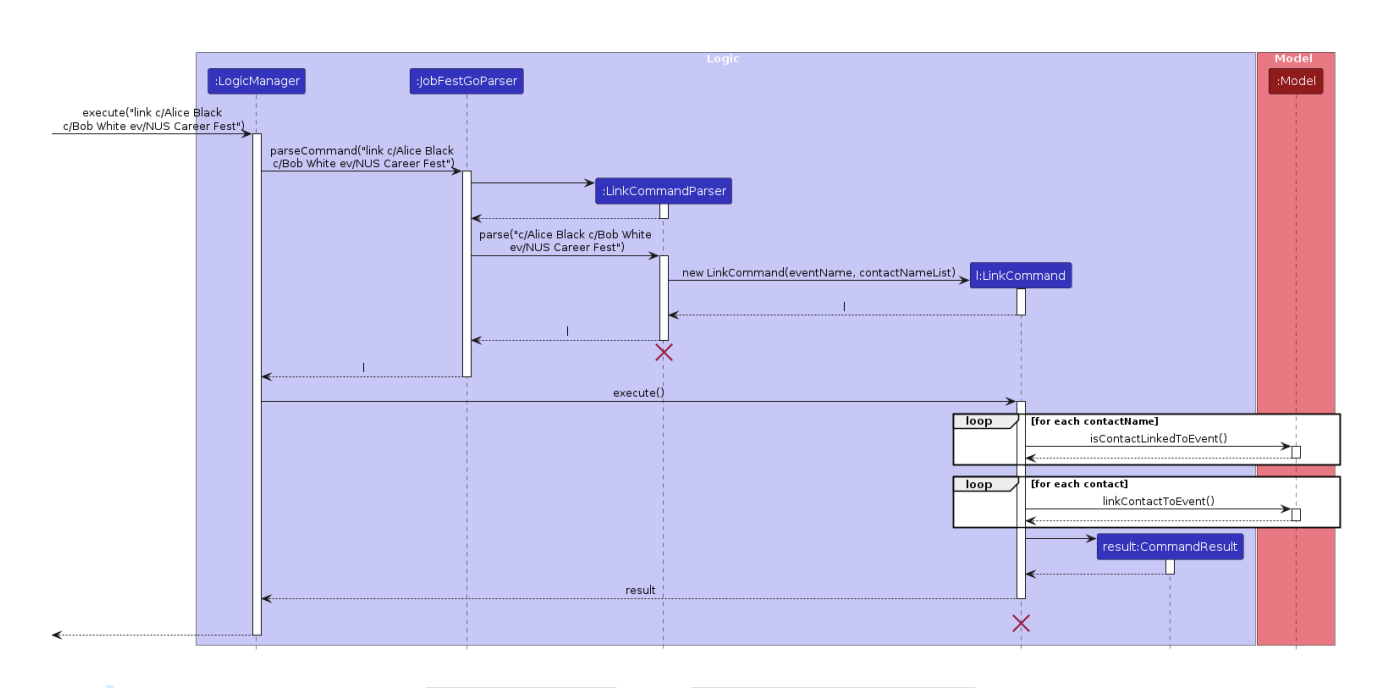 Logic
Model
:LogicManager
:JobFestGoParser
:Model
execute("link c/Alice Black
c/Bob White ev/NUS Career Fest")
parseCommand("link c/Alice Black
c/Bob White ev/NUS Career Fest")
:LinkCommandParser
parse("c/Alice Black c/Bob White
ev/NUS Career Fest")
new LinkCommand(eventName, contactNameList)
l:LinkCommand
l
l
l
execute()
loop
[for each contactName]
isContactLinkedToEvent()
loop
[for each contact]
linkContactToEvent()
result:CommandResult
result